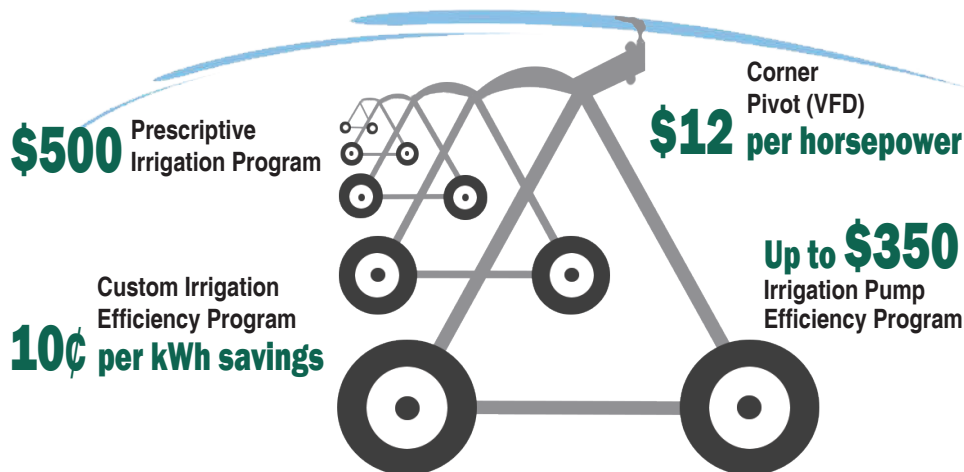 $500 Prescriptive
Irrigation Program
Corner
Pivot (VFD)
$12 per horsepower
Custom Irrigation
Efficiency Program
10¢ per kWh savings
Up to $350
Irrigation Pump
Efficiency Program